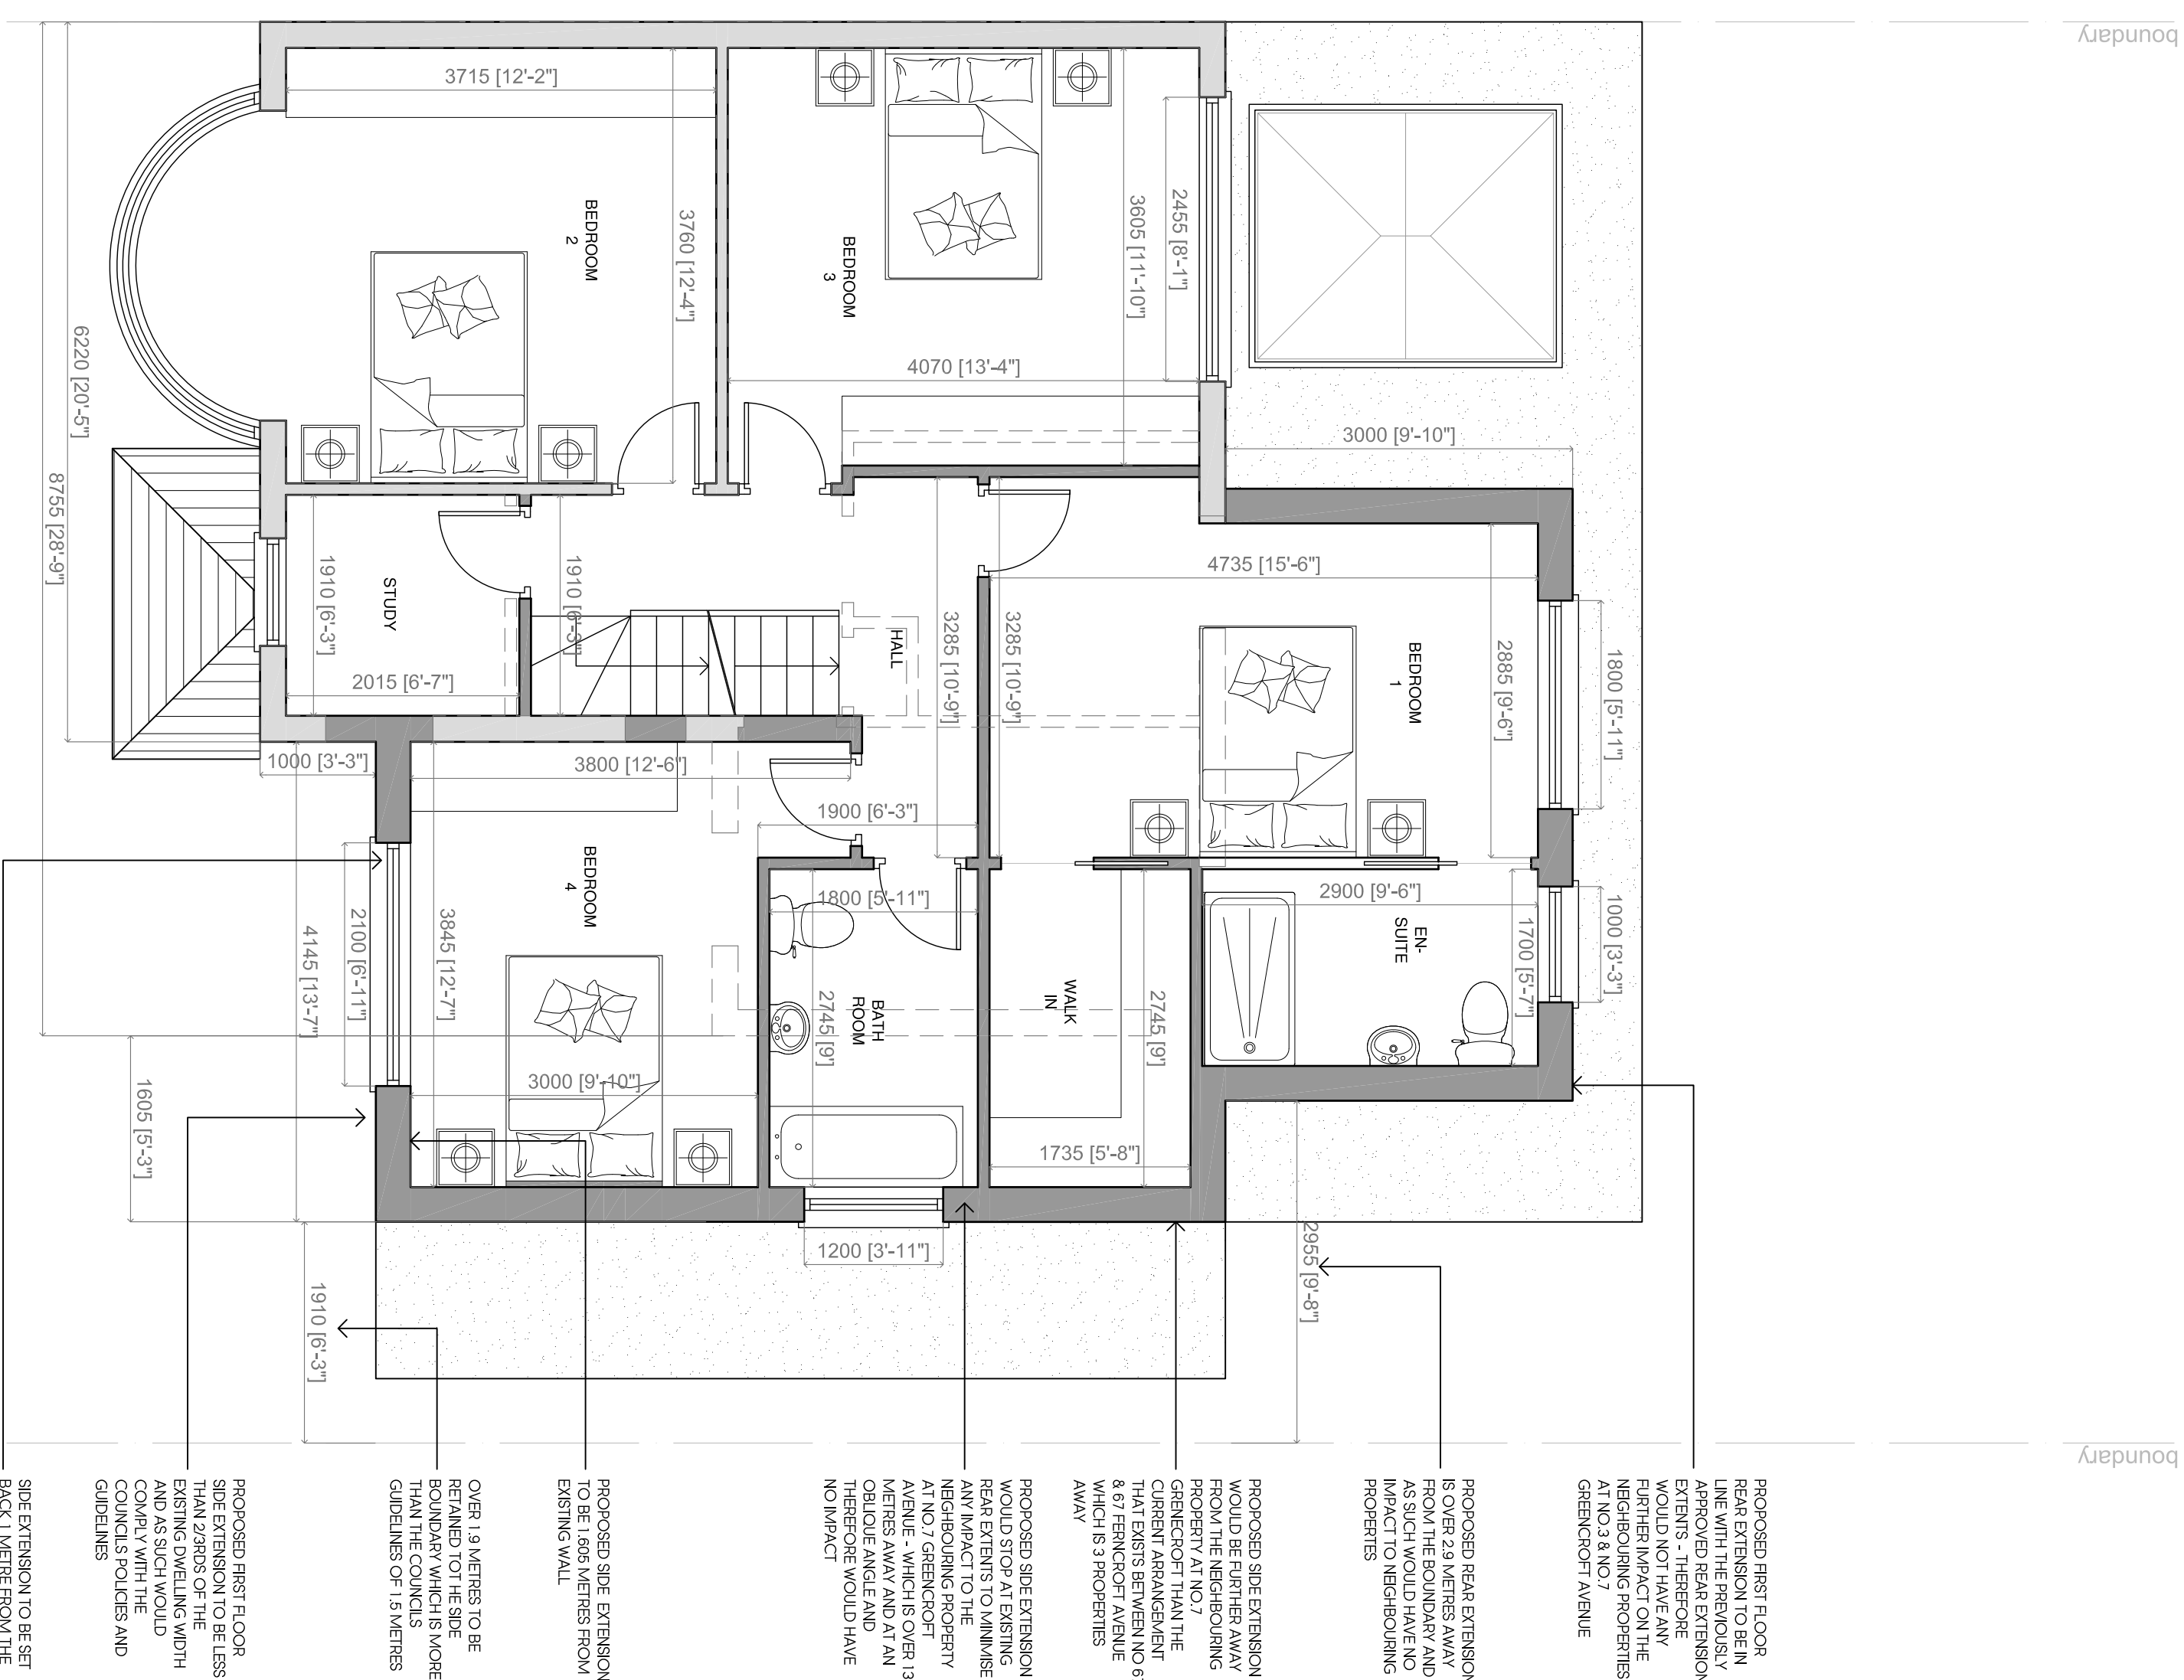 boundary
boundary
3715 [12'-2"]
3760 [12'-4"]
BEDROOM
2
BEDROOM
3
3605 [11'-10"]
2455 [8'-1"]
4070 [13'-4"]
3000 [9'-10"]
6220 [20'-5"]
8755 [28'-9"]
1910 [6'-3"]
STUDY
2015 [6'-7"]
1910 [6'-3"]
HALL
3285 [10'-9"]
3285 [10'-9"]
4735 [15'-6"]
BEDROOM
1
2885 [9'-6"]
1800 [5'-11"]
1000 [3'-3"]
3800 [12'-6"]
1900 [6'-3"]
BEDROOM
4
1800 [5'-11"]
2900 [9'-6"]
EN-
SUITE
1700 [5'-7"]
1000 [3'-3"]
4145 [13'-7"]
2100 [6'-11"]
3845 [12'-7"]
2745 [9']
BATH
ROOM
WALK
IN
2745 [9']
3000 [9'-10"]
1605 [5'-3"]
1735 [5'-8"]
1200 [3'-11"]
2955 [9'-8"]
1910 [6'-3"]
PROPOSED FIRST FLOOR
REAR EXTENSION TO BE IN
LINE WITH THE PREVIOUSLY
APPROVED REAR EXTENSION
EXTENTS - THEREFORE
WOULD NOT HAVE ANY
FURTHER IMPACT ON THE
NEIGHBOURING PROPERTIES
AT NO.3 & NO.7
GREENCROFT AVENUE
PROPOSED REAR EXTENSION
IS OVER 2.9 METRES AWAY
FROM THE BOUNDARY AND
AS SUCH WOULD HAVE NO
IMPACT TO NEIGHBOURING
PROPERTES
PROPOSED SIDE EXTENSION
WOULD BE FURTHER AWAY
FROM THE NEIGHBOURING
PROPERTY AT NO.7
GRENECROFT THAN THE
CURRENT ARRANGEMENT
THAT EXISTS BETWEEN NO 67
& 67 FERNCROFT AVENUE
WHICH IS 3 PROPERTIES
AWAY
PROPOSED SIDE EXTENSION
WOULD STOP AT EXISTING
REAR EXTENTS TO MINIMISE
ANY IMPACT TO THE
NEIGHBOURING PROPERTY
AT NO.7 GREENCROFT
AVENUE - WHICH IS OVER 13
METRES AWAY AND AT AN
OBLIQUE ANGLE AND
THEREFORE WOULD HAVE
NO IMPACT
PROPOSED SIDE EXTENSION
TO BE 1.605 METRES FROM
EXISTING WALL
OVER 1.9 METRES TO BE
RETAINED TOT HE SIDE
BOUNDARY WHICH IS MORE
THAN THE COUNCILS
GUIDELINES OF 1.5 METRES
PROPOSED FIRST FLOOR
SIDE EXTENSION TO BE LESS
THAN 2/3RDS OF THE
EXISTING DWELLING WIDTH
AND AS SUCH WOULD
COMPLY WITH THE
COUNCILS POLICIES AND
GUIDELINES
SIDE EXTENSION TO BE SET
BACK 1 METRE FROM THE